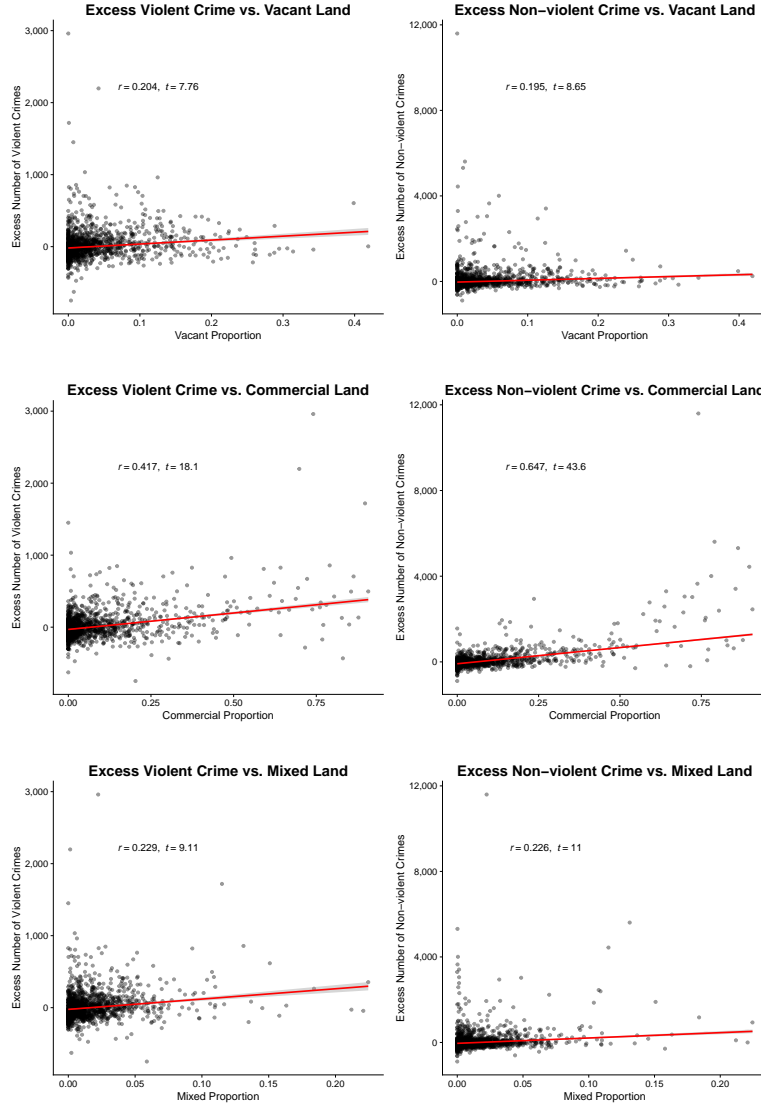 Excess Violent Crime vs. Vacant Land
Excess Number of Violent Crimes
3,000
2,000
1,000
0
r = 0.204, t = 7.76
0.0 0.1 0.2 0.3 0.4
Vacant Proportion
Excess Non−violent Crime vs. Vacant Land
Excess Number of Non−violent Crimes
12,000
8,000
4,000
0
r = 0.195, t = 8.65
0.0 0.1 0.2 0.3 0.4
Vacant Proportion
Excess Violent Crime vs. Commercial Land
Excess Number of Violent Crimes
3,000
2,000
1,000
0
r = 0.417, t = 18.1
0.00 0.25 0.50 0.75
Commercial Proportion
Excess Non−violent Crime vs. Commercial Land
Excess Number of Non−violent Crimes
12,000
8,000
4,000
0
r = 0.647, t = 43.6
0.00 0.25 0.50 0.75
Commercial Proportion
Excess Violent Crime vs. Mixed Land
Excess Number of Violent Crimes
3,000
2,000
1,000
0
r = 0.229, t = 9.11
0.00 0.05 0.10 0.15 0.20
Mixed Proportion
Excess Non−violent Crime vs. Mixed Land
Excess Number of Non−violent Crimes
12,000
8,000
4,000
0
r = 0.226, t = 11
0.00 0.05 0.10 0.15 0.20
Mixed Proportion